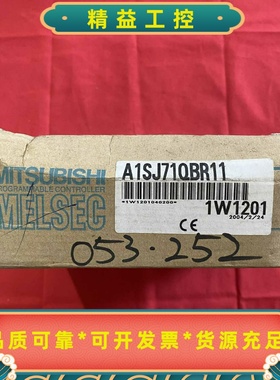 精益工控
MITSUBISHI
PROGRAMMABLE CONTROLLER
MELSEC
A1SJ71QBR11
*1W1201040200*
1W1201
2004/2/24
CE
053·252
品质可靠*可开发票*货源充足